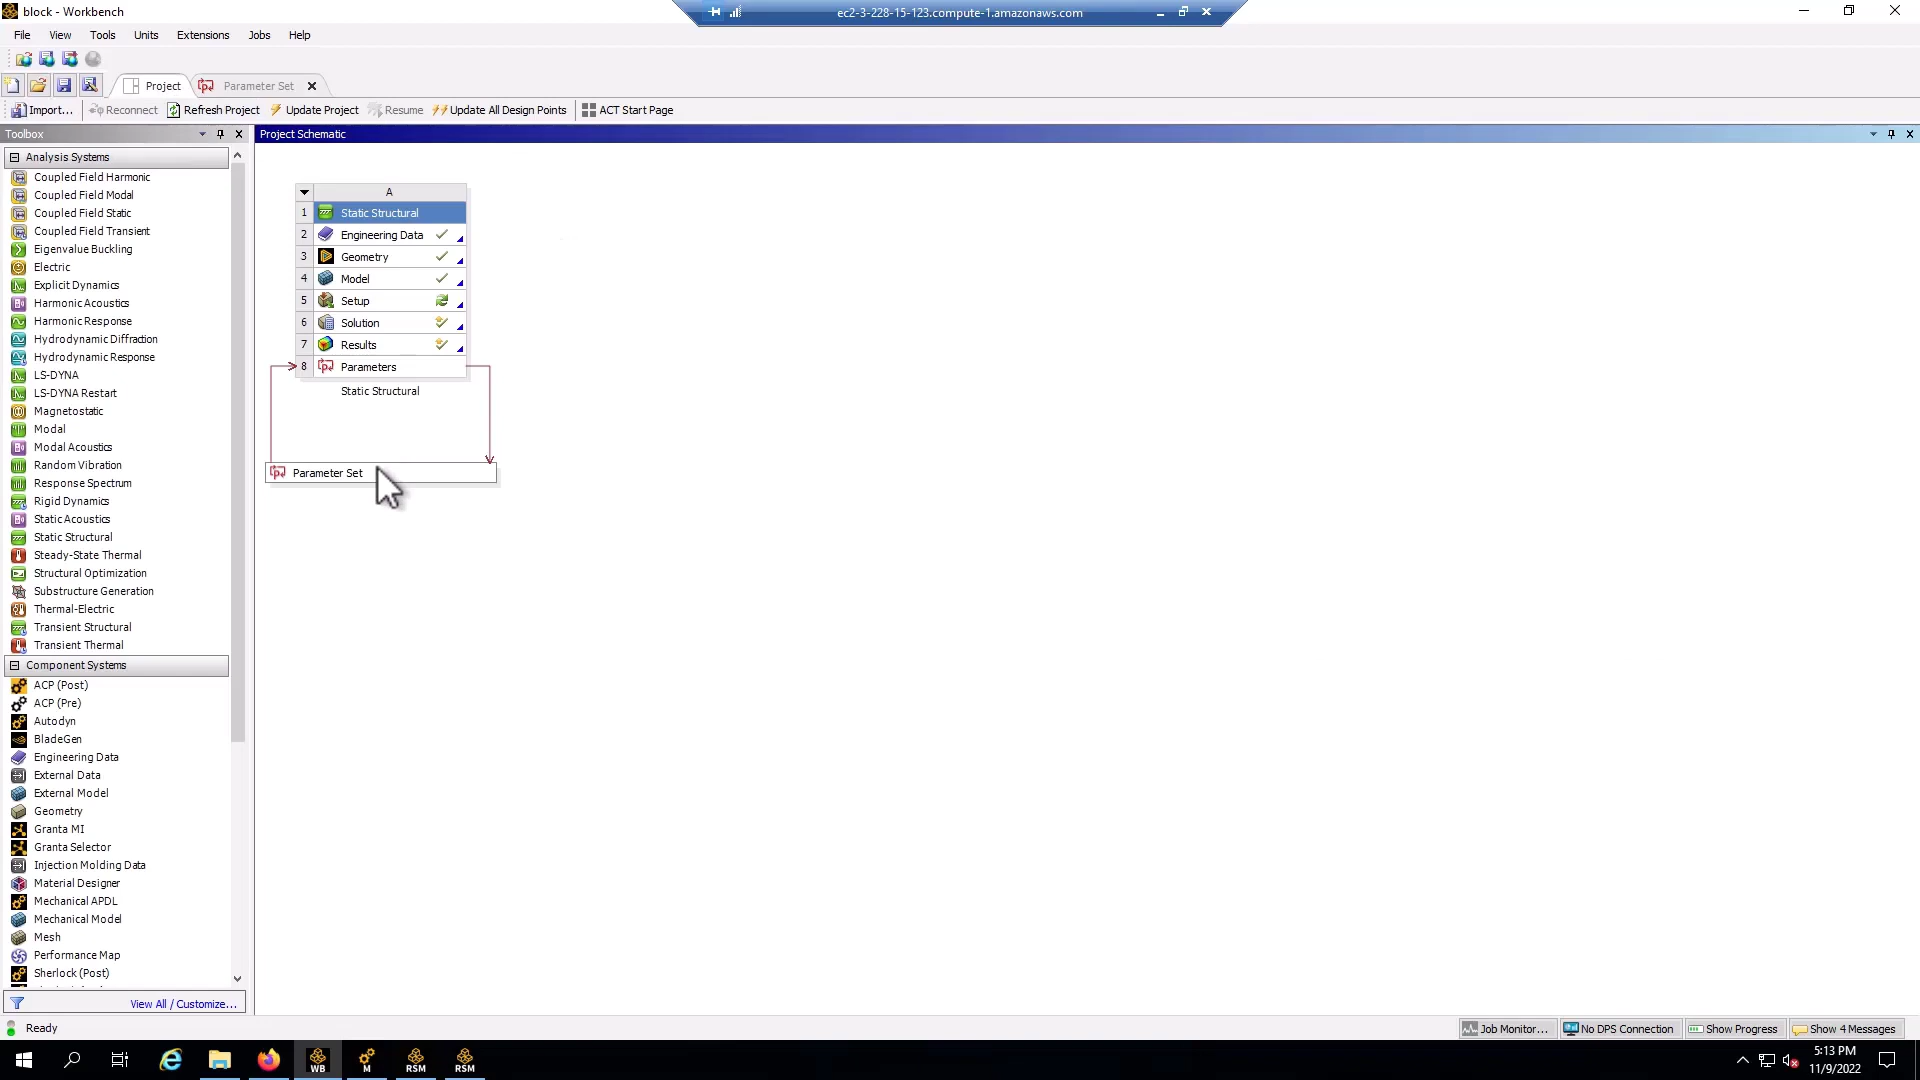 block - Workbench
ec2-3-228-15-123.compute-1.amazonaws.com
File View Tools Units Extensions Jobs Help
Project Parameter Set
Import... Reconnect Refresh Project Update Project Resume Update All Design Points ACT Start Page
Toolbox
Analysis Systems
Coupled Field Harmonic
Coupled Field Modal
Coupled Field Static
Coupled Field Transient
Eigenvalue Buckling
Electric
Explicit Dynamics
Harmonic Acoustics
Harmonic Response
Hydrodynamic Diffraction
Hydrodynamic Response
LS-DYNA
LS-DYNA Restart
Magnetostatic
Modal
Modal Acoustics
Random Vibration
Response Spectrum
Rigid Dynamics
Static Acoustics
Static Structural
Steady-State Thermal
Structural Optimization
Substructure Generation
Thermal-Electric
Transient Structural
Transient Thermal
Component Systems
ACP (Post)
ACP (Pre)
Autodyn
BladeGen
Engineering Data
External Data
External Model
Geometry
Granta MI
Granta Selector
Injection Molding Data
Material Designer
Mechanical APDL
Mechanical Model
Mesh
Performance Map
Sherlock (Post)
View All / Customize...
Project Schematic
A
1 Static Structural
2 Engineering Data
3 Geometry
4 Model
5 Setup
6 Solution
7 Results
8 Parameters
Static Structural
Parameter Set
Ready
Job Monitor... No DPS Connection Show Progress Show 4 Messages
WB M RSM RSM
5:13 PM
11/9/2022